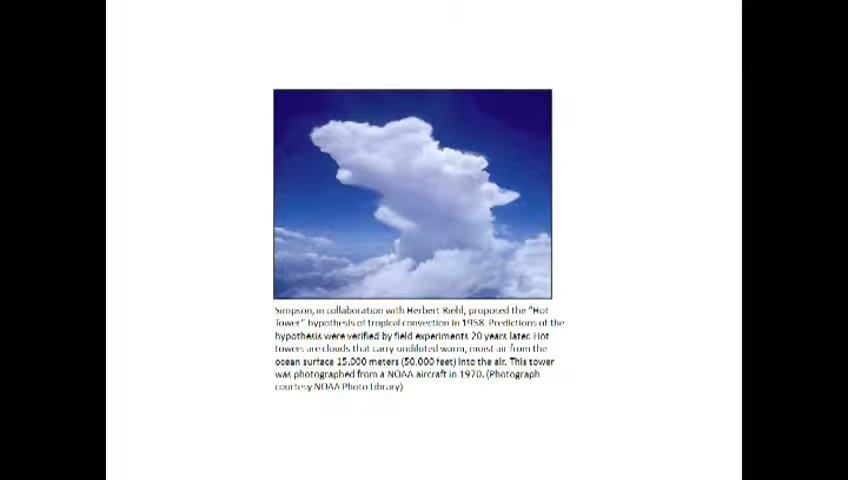 Simpson, in collaboration with Herbert Riehl, proposed the "Hot
Tower" hypothesis of tropical convection in 1958. Predictions of the
hypothesis were verified by field experiments 20 years later. Hot
towers are clouds that carry undiluted warm, moist air from the
ocean surface 15,000 meters (50,000 feet) into the air. This tower
was photographed from a NOAA aircraft in 1970. (Photograph
courtesy NOAA Photo Library)